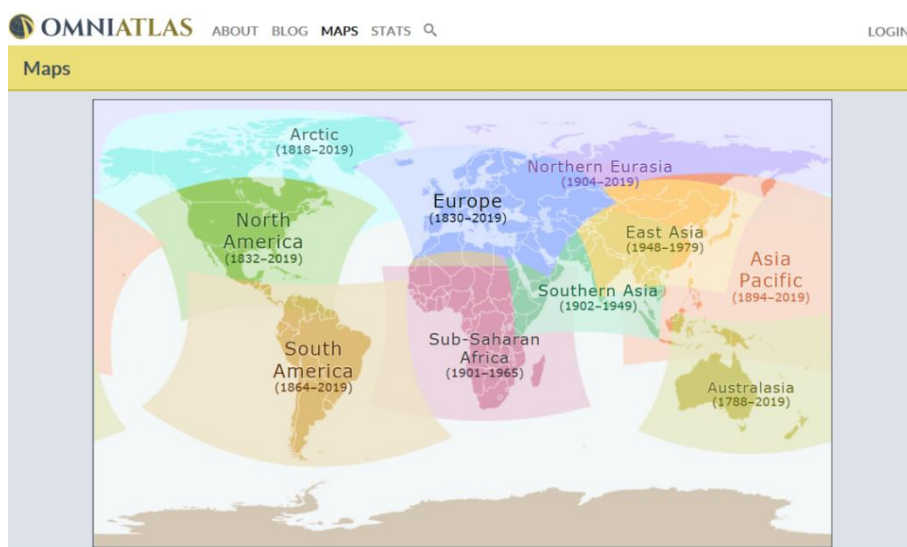 OMNIATLAS ABOUT BLOG MAPS STATS LOGIN
Maps
Arctic
(1818–2019)
Northern Eurasia
(1904–2019)
Europe
(1830–2019)
North
America
(1832–2019)
East Asia
(1948–1979)
Asia
Pacific
(1894–2019)
Southern Asia
(1902–1949)
Sub-Saharan
Africa
(1901–1965)
South
America
(1864–2019)
Australasia
(1788–2019)